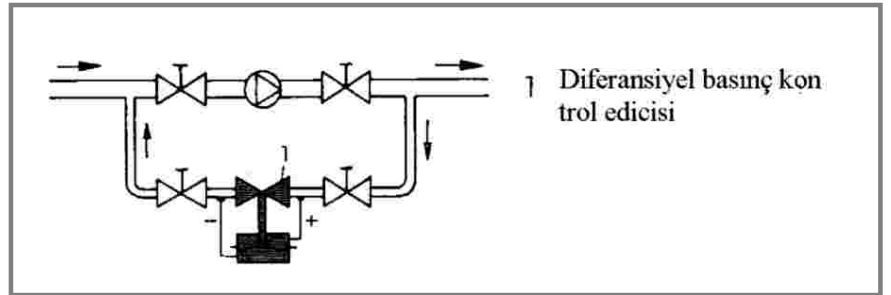 1 Diferansiyel basınç kon
trol edicisi
1
- +